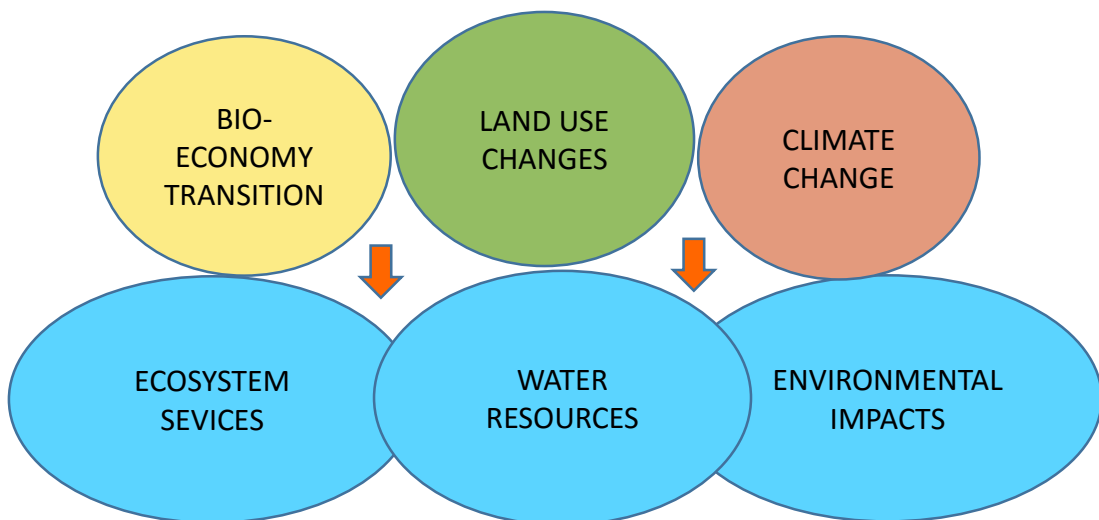 BIO-
ECONOMY
TRANSITION
LAND USE
CHANGES
CLIMATE
CHANGE
ECOSYSTEM
SEVICES
WATER
RESOURCES
ENVIRONMENTAL
IMPACTS